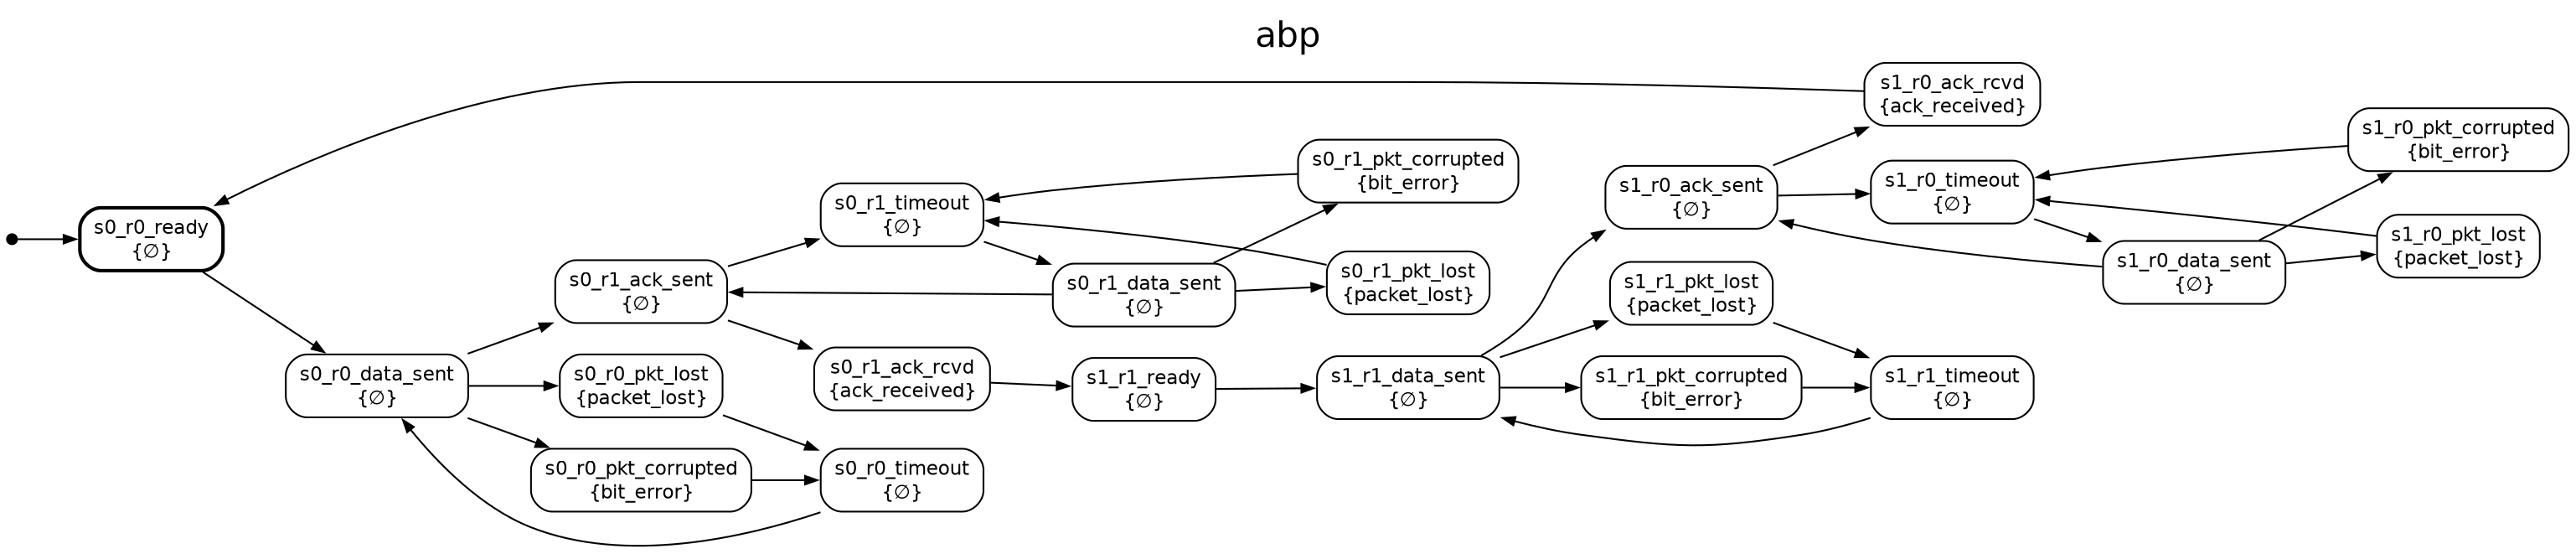 abp
s0_r0_ready
{∅}
s0_r0_data_sent
{∅}
s0_r1_ack_sent
{∅}
s0_r0_pkt_lost
{packet_lost}
s0_r0_pkt_corrupted
{bit_error}
s0_r1_timeout
{∅}
s0_r1_ack_rcvd
{ack_received}
s0_r0_timeout
{∅}
s0_r1_data_sent
{∅}
s1_r1_ready
{∅}
s0_r1_pkt_corrupted
{bit_error}
s0_r1_pkt_lost
{packet_lost}
s1_r1_data_sent
{∅}
s1_r0_ack_sent
{∅}
s1_r1_pkt_lost
{packet_lost}
s1_r1_pkt_corrupted
{bit_error}
s1_r0_ack_rcvd
{ack_received}
s1_r0_timeout
{∅}
s1_r1_timeout
{∅}
s1_r0_data_sent
{∅}
s1_r0_pkt_corrupted
{bit_error}
s1_r0_pkt_lost
{packet_lost}